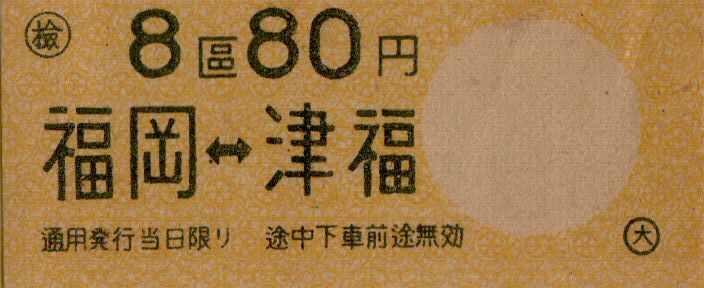 検 8區80円
福岡↔津福
通用発行当日限り 途中下車前途無効 大